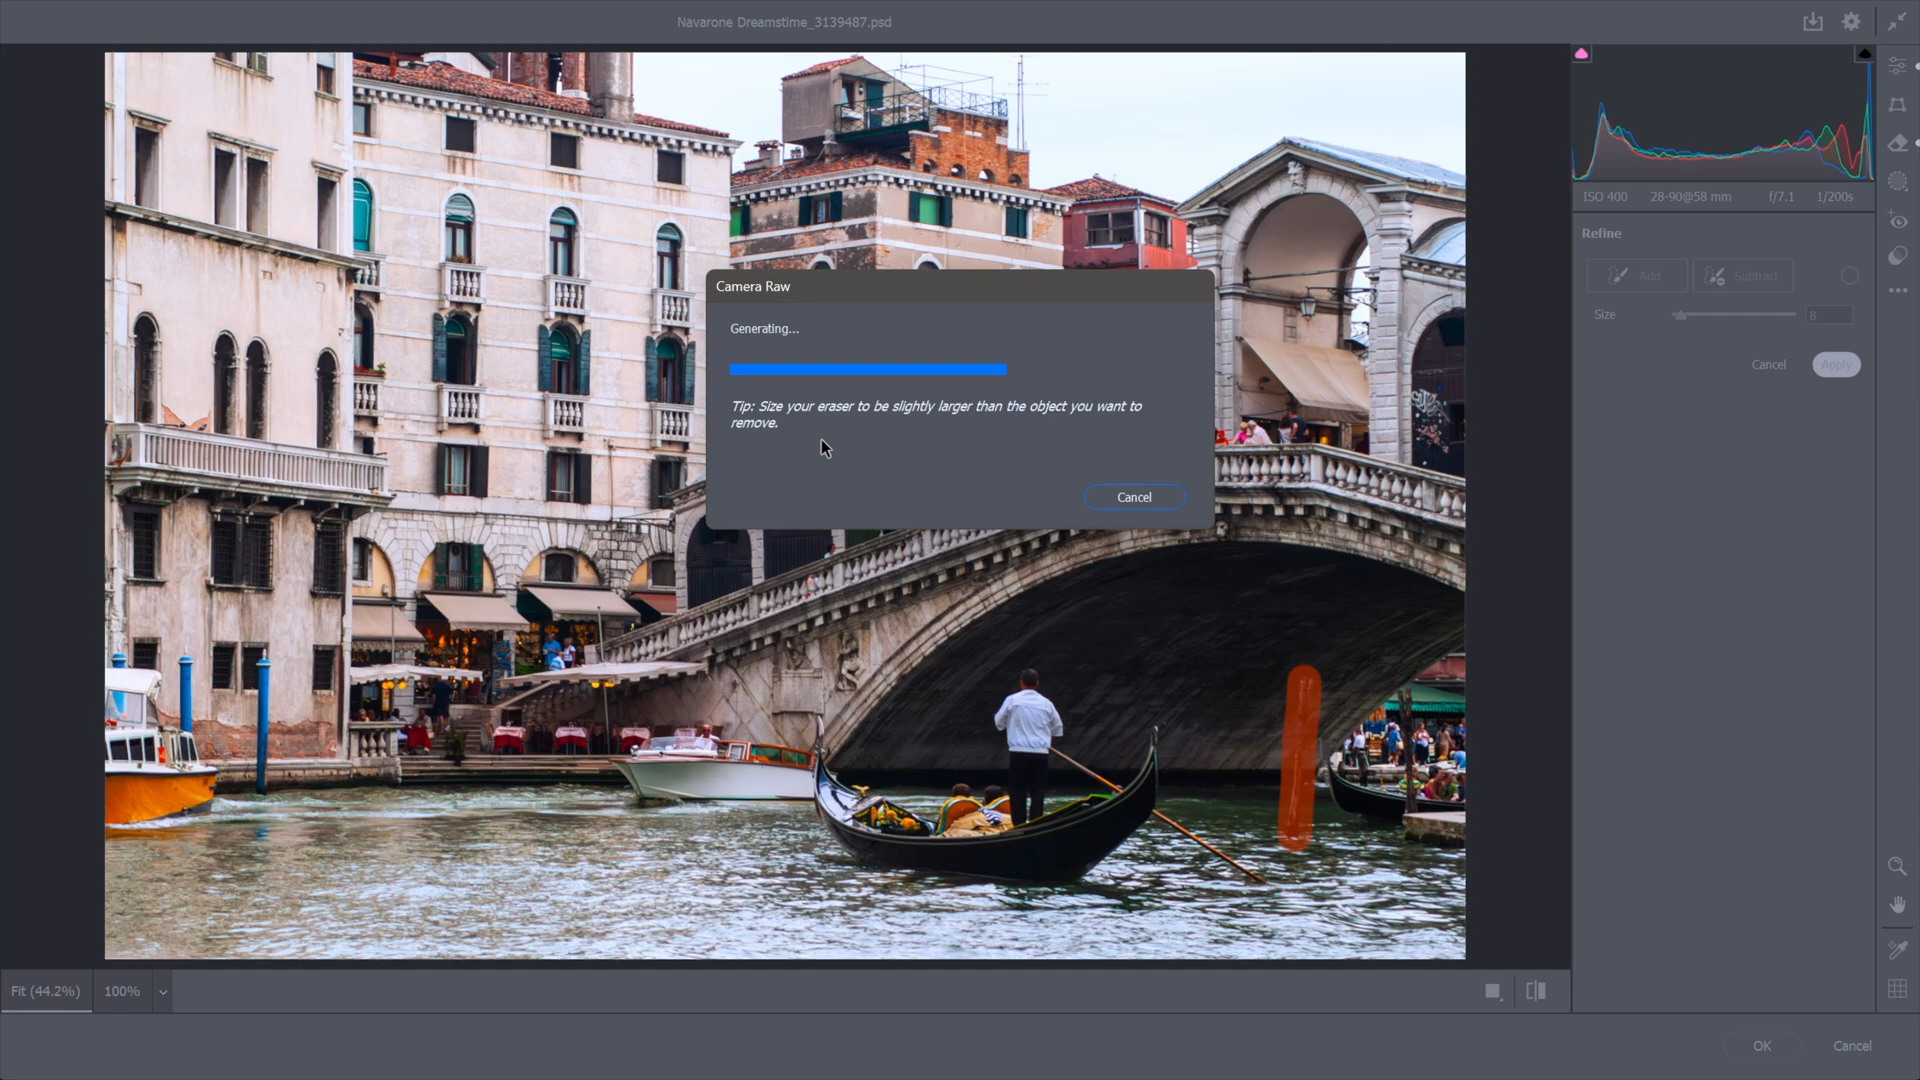 Navarone Dreamstime_3139487.psd
ISO 400 28-90@58 mm f/7.1 1/200s
Refine
Add Subtract
Size 8
Cancel Apply
Camera Raw
Generating...
Tip: Size your eraser to be slightly larger than the object you want to
remove.
Cancel
Fit (44.2%) 100%
OK Cancel